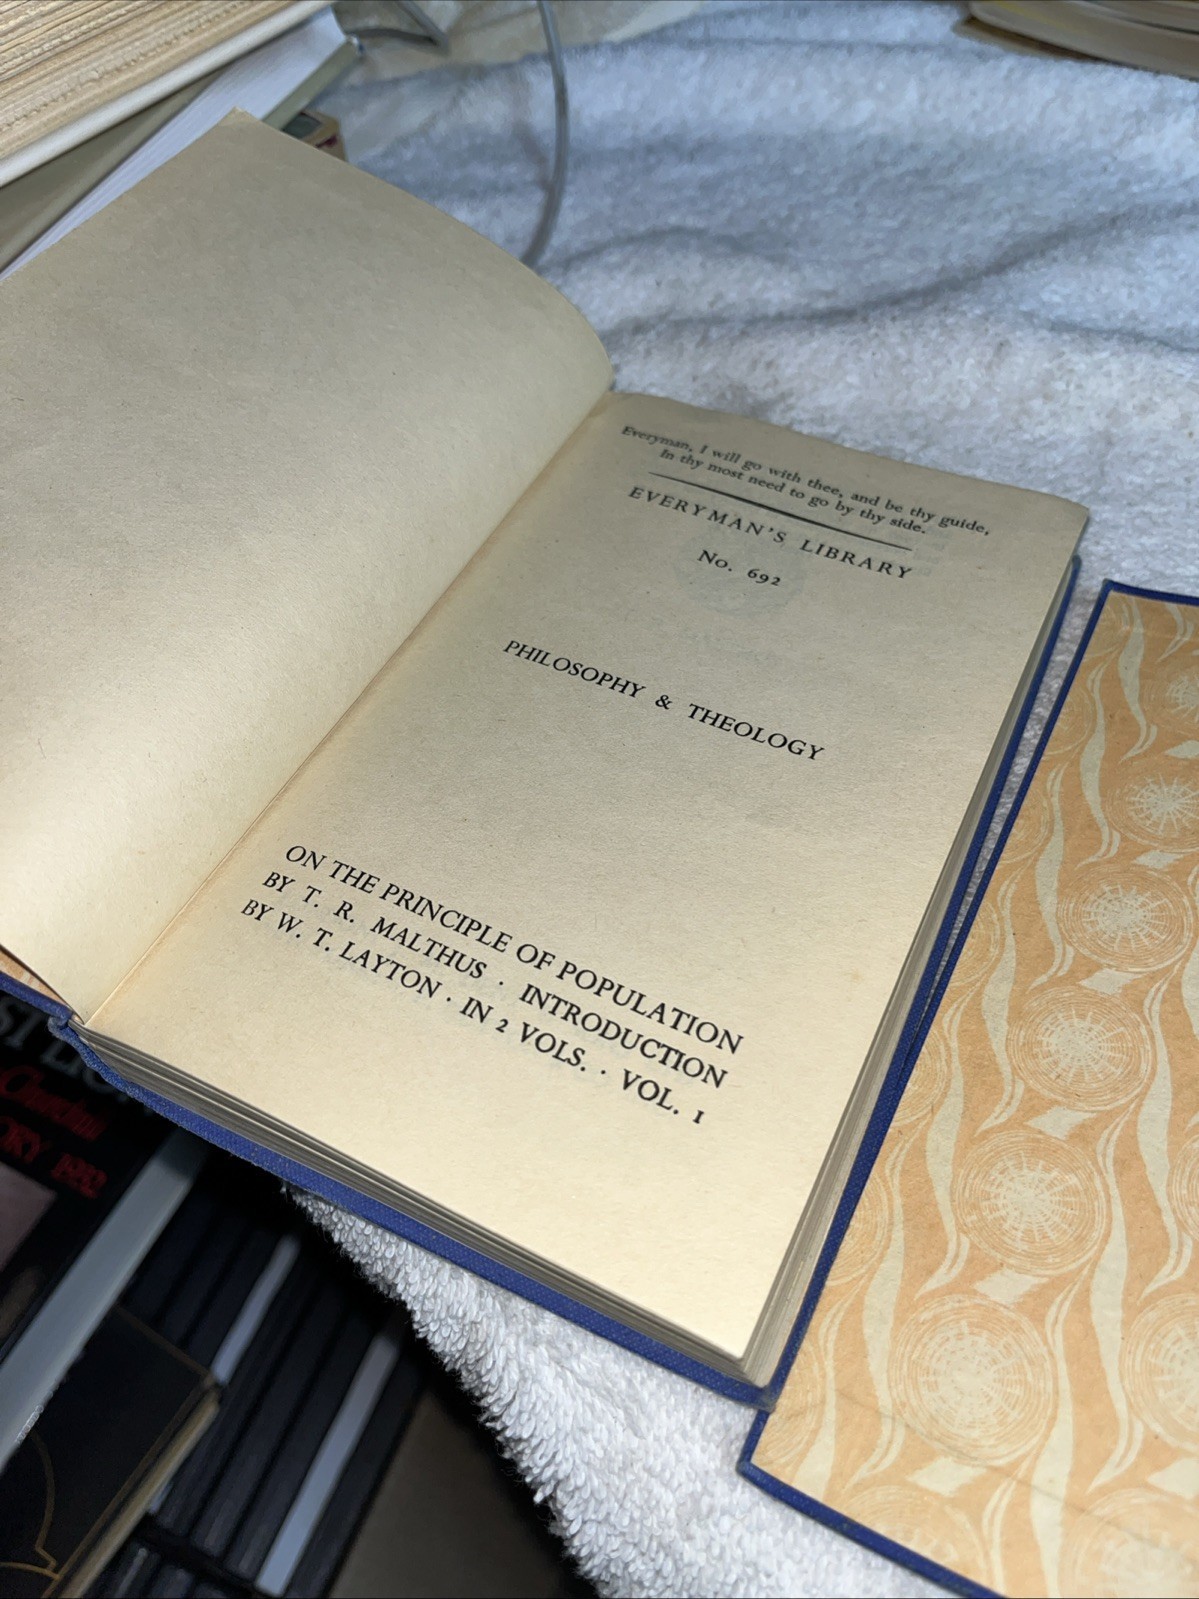 Everyman, I will go with thee, and be thy guide,
In thy most need to go by thy side.
EVERYMAN'S LIBRARY
No. 692
PHILOSOPHY & THEOLOGY
ON THE PRINCIPLE OF POPULATION
BY T. R. MALTHUS · INTRODUCTION
BY W. T. LAYTON · IN 2 VOLS. · VOL. 1